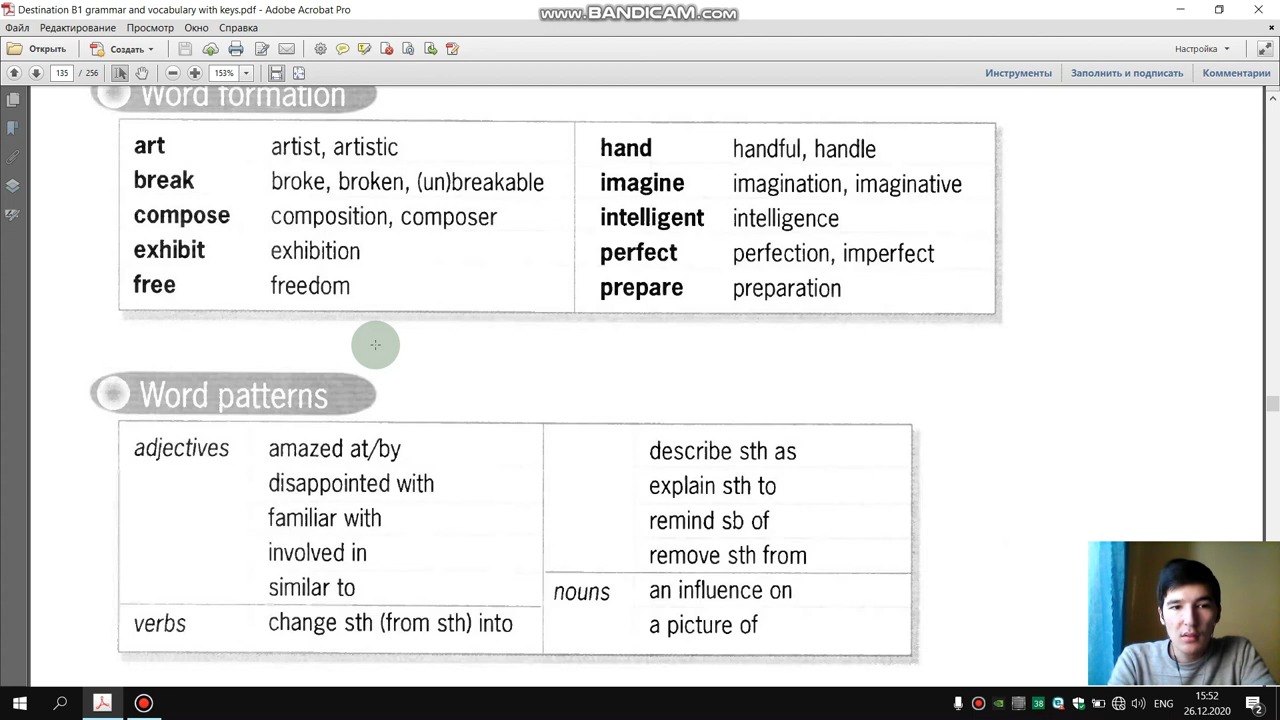 Destination B1 grammar and vocabulary with keys.pdf - Adobe Acrobat Pro
www.BANDICAM.com
Файл Редактирование Просмотр Окно Справка
Открыть Создать Настройка
135 / 256 153% Инструменты Заполнить и подписать Комментарии
Word formation
art artist, artistic
break broke, broken, (un)breakable
compose composition, composer
exhibit exhibition
free freedom
hand handful, handle
imagine imagination, imaginative
intelligent intelligence
perfect perfection, imperfect
prepare preparation
Word patterns
adjectives amazed at/by
disappointed with
familiar with
involved in
similar to
verbs change sth (from sth) into
describe sth as
explain sth to
remind sb of
remove sth from
nouns an influence on
a picture of
38 ENG 15:52
26.12.2020
2